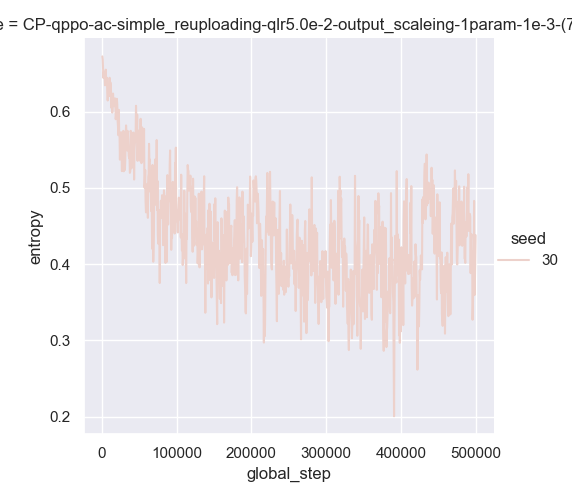 e = CP-qppo-ac-simple_reuploading-qlr5.0e-2-output_scaleing-1param-1e-3-(7
0.6
0.5
0.4
0.3
0.2
entropy
0 100000 200000 300000 400000 500000
global_step
seed
30